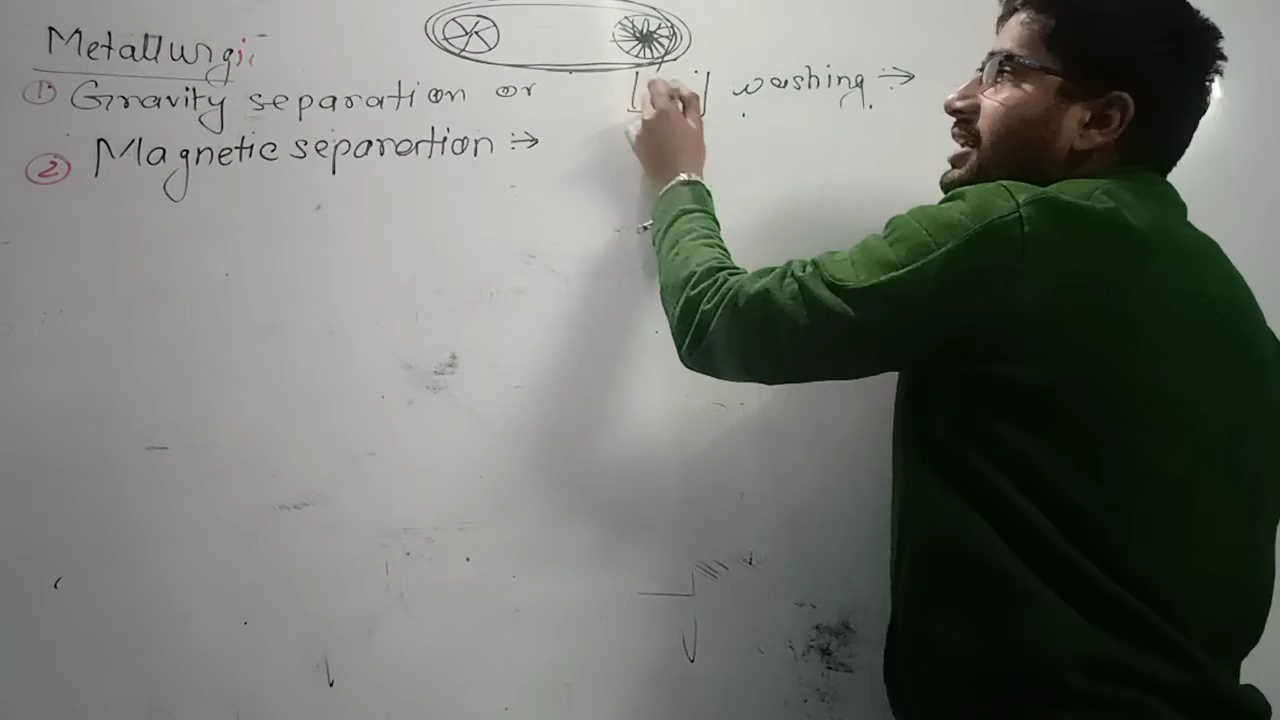 Metallurgi
① Gravity separation or washing :→
② Magnetic separation :→